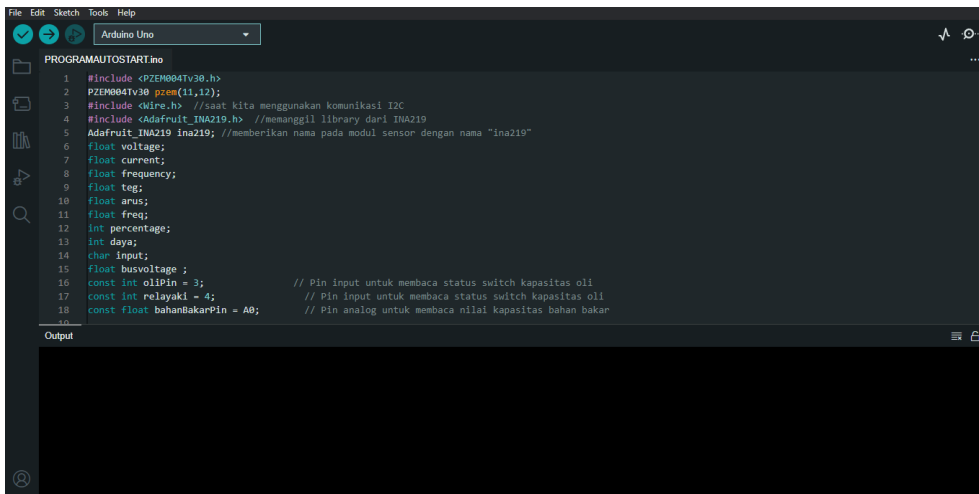 File Edit Sketch Tools Help
Arduino Uno
PROGRAMAUTOSTART.ino
1 #include <PZEM004Tv30.h>
2 PZEM004Tv30 pzem(11,12);
3 #include <Wire.h> //saat kita menggunakan komunikasi I2C
4 #include <Adafruit_INA219.h> //memanggil library dari INA219
5 Adafruit_INA219 ina219; //memberikan nama pada modul sensor dengan nama "ina219"
6 float voltage;
7 float current;
8 float frequency;
9 float teg;
10 float arus;
11 float freq;
12 int percentage;
13 int daya;
14 char input;
15 float busvoltage ;
16 const int oliPin = 3; // Pin input untuk membaca status switch kapasitas oli
17 const int relayaki = 4; // Pin input untuk membaca status switch kapasitas oli
18 const float bahanBakarPin = A0; // Pin analog untuk membaca nilai kapasitas bahan bakar
19
Output